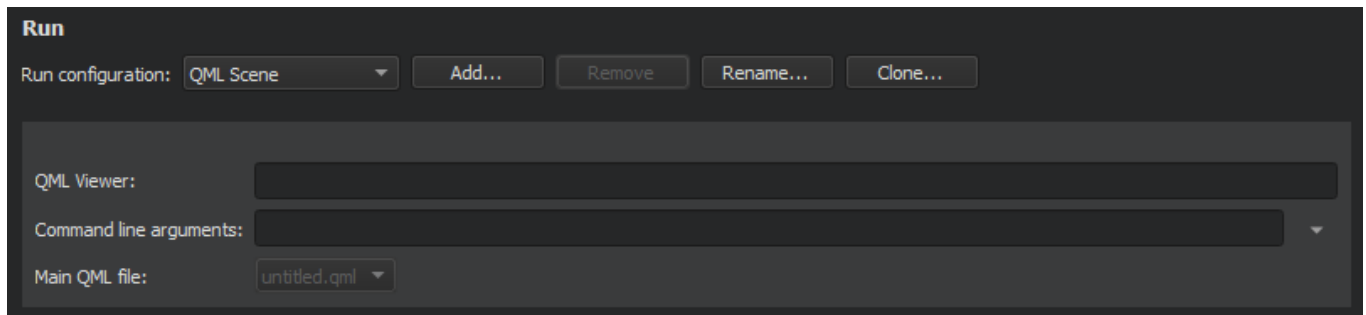 Run
Run configuration: QML Scene Add... Remove Rename... Clone...
QML Viewer:
Command line arguments:
Main QML file: untitled.qml